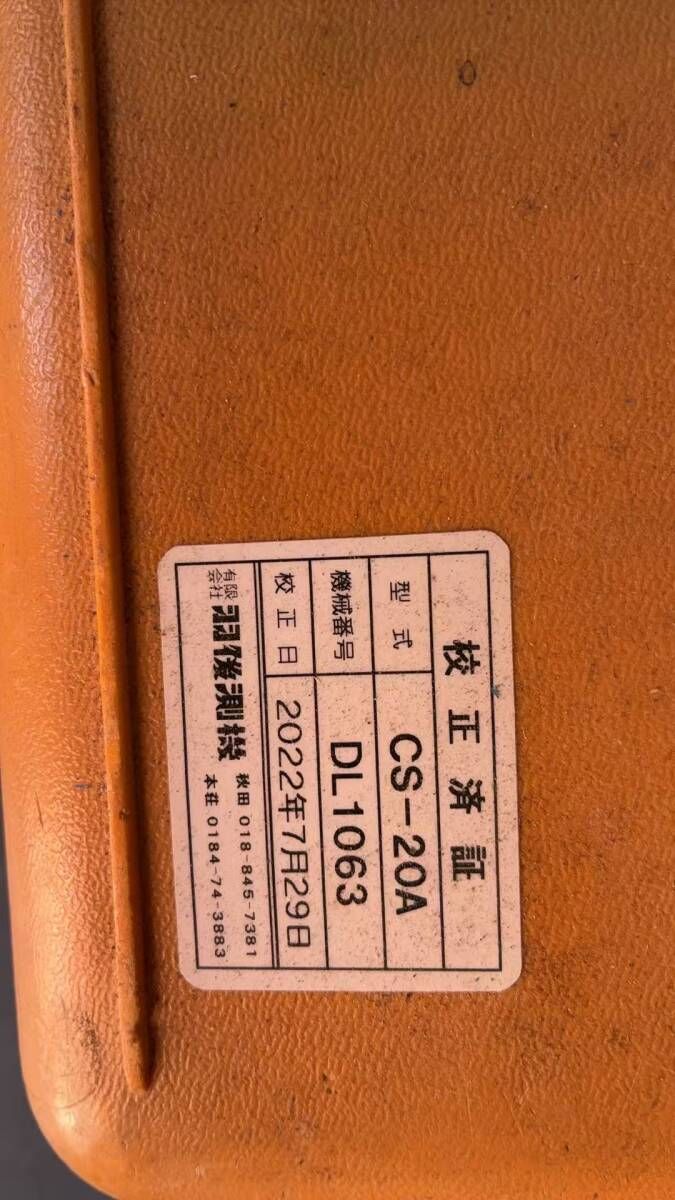 校正済証
型式 CS-20A
機械番号 DL1063
校正日 2022年7月29日
有限会社 羽後測機 秋田 018-845-7381
本荘 0184-74-3883